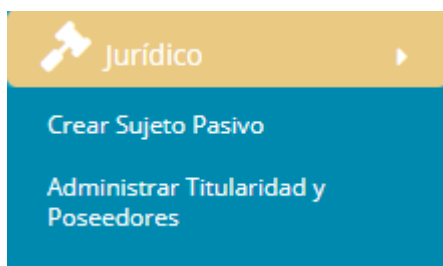 Jurídico
Crear Sujeto Pasivo
Administrar Titularidad y
Poseedores